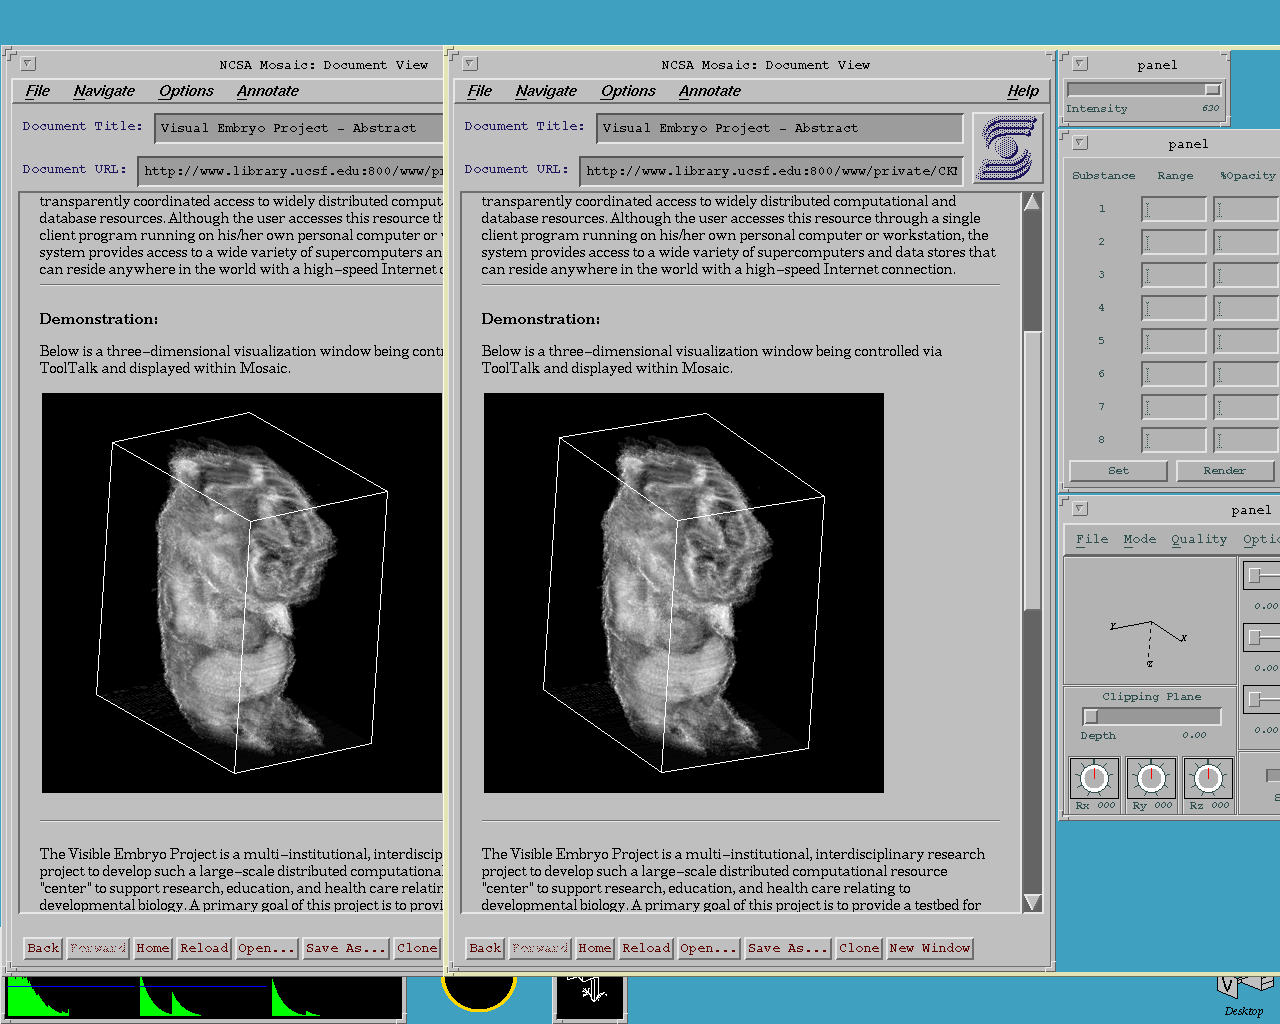 NCSA Mosaic: Document View
File Navigate Options Annotate
Document Title: Visual Embryo Project - Abstract
Document URL: http://www.library.ucsf.edu:800/www/pr
transparently coordinated access to widely distributed computa
database resources. Although the user accesses this resource th
client program running on his/her own personal computer or
system provides access to a wide variety of supercomputers an
can reside anywhere in the world with a high-speed Internet c
Demonstration:
Below is a three-dimensional visualization window being contr
ToolTalk and displayed within Mosaic.
The Visible Embryo Project is a multi-institutional, interdiscip
project to develop such a large-scale distributed computationa
"center" to support research, education, and health care relatin
developmental biology. A primary goal of this project is to provi
Back Forward Home Reload Open... Save As... Clone
NCSA Mosaic: Document View
File Navigate Options Annotate Help
Document Title: Visual Embryo Project - Abstract
Document URL: http://www.library.ucsf.edu:800/www/private/CKI
transparently coordinated access to widely distributed computational and
database resources. Although the user accesses this resource through a single
client program running on his/her own personal computer or workstation, the
system provides access to a wide variety of supercomputers and data stores that
can reside anywhere in the world with a high-speed Internet connection.
Demonstration:
Below is a three-dimensional visualization window being controlled via
ToolTalk and displayed within Mosaic.
The Visible Embryo Project is a multi-institutional, interdisciplinary research
project to develop such a large-scale distributed computational resource
"center" to support research, education, and health care relating to
developmental biology. A primary goal of this project is to provide a testbed for
Back Forward Home Reload Open... Save As... Clone New Window
panel
Intensity 630
panel
Substance Range %Opacity
1
2
3
4
5
6
7
8
Set Render
panel
File Mode Quality Optio
Y X
Z
0.00
0.00
0.00
Clipping Plane
Depth 0.00
Rx 000 Ry 000 Rz 000
V
Desktop